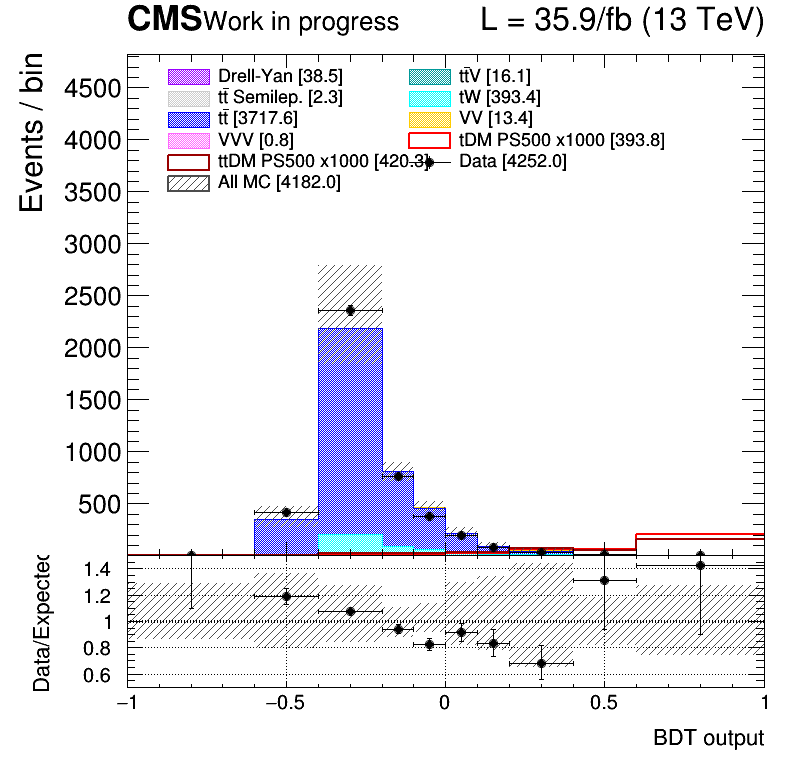 CMS Work in progress L = 35.9/fb (13 TeV)
Events / bin
Drell-Yan [38.5] tt̄V [16.1]
tt̄ Semilep. [2.3] tW [393.4]
tt̄ [3717.6] VV [13.4]
VVV [0.8] tDM PS500 x1000 [393.8]
ttDM PS500 x1000 [420.3] Data [4252.0]
All MC [4182.0]
4500
4000
3500
3000
2500
2000
1500
1000
500
Data/Expected
1.4
1.2
1
0.8
0.6
−1 −0.5 0 0.5 1
BDT output